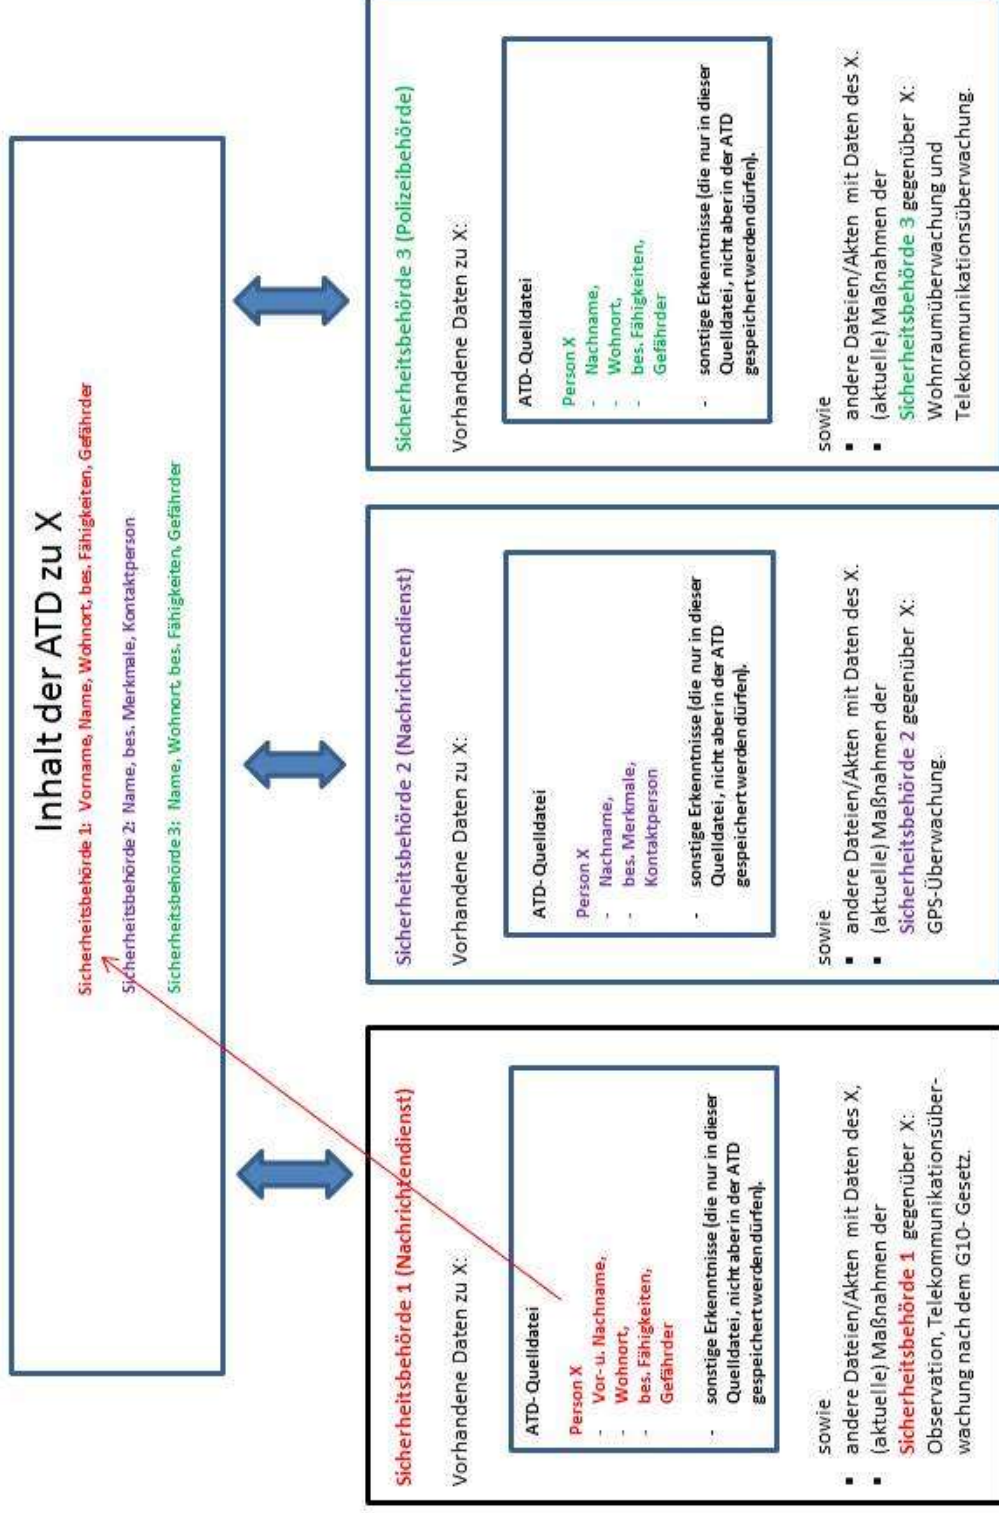 Inhalt der ATD zu X
Sicherheitsbehörde 1: Vorname, Name, Wohnort, bes. Fähigkeiten, Gefährder
Sicherheitsbehörde 2: Name, bes. Merkmale, Kontaktperson
Sicherheitsbehörde 3: Name, Wohnort, bes. Fähigkeiten, Gefährder
Sicherheitsbehörde 1 (Nachrichtendienst)
Vorhandene Daten zu X:
ATD- Quelldatei
Person X
- Vor- u. Nachname,
- Wohnort,
- bes. Fähigkeiten,
Gefährder
- sonstige Erkenntnisse (die nur in dieser
Quelldatei, nicht aber in der ATD
gespeichert werden dürfen).
sowie
▪ andere Dateien/Akten mit Daten des X,
▪ (aktuelle) Maßnahmen der
Sicherheitsbehörde 1 gegenüber X:
Observation, Telekommunikationsüber-
wachung nach dem G10- Gesetz.
Sicherheitsbehörde 2 (Nachrichtendienst)
Vorhandene Daten zu X:
ATD- Quelldatei
Person X
- Nachname,
- bes. Merkmale,
Kontaktperson
- sonstige Erkenntnisse (die nur in dieser
Quelldatei, nicht aber in der ATD
gespeichert werden dürfen).
sowie
▪ andere Dateien/Akten mit Daten des X.
▪ (aktuelle) Maßnahmen der
Sicherheitsbehörde 2 gegenüber X:
GPS-Überwachung.
Sicherheitsbehörde 3 (Polizeibehörde)
Vorhandene Daten zu X:
ATD- Quelldatei
Person X
- Nachname,
- Wohnort,
- bes. Fähigkeiten,
Gefährder
- sonstige Erkenntnisse (die nur in dieser
Quelldatei, nicht aber in der ATD
gespeichert werden dürfen).
sowie
▪ andere Dateien/Akten mit Daten des X.
▪ (aktuelle) Maßnahmen der
Sicherheitsbehörde 3 gegenüber X:
Wohnraumüberwachung und
Telekommunikationsüberwachung.